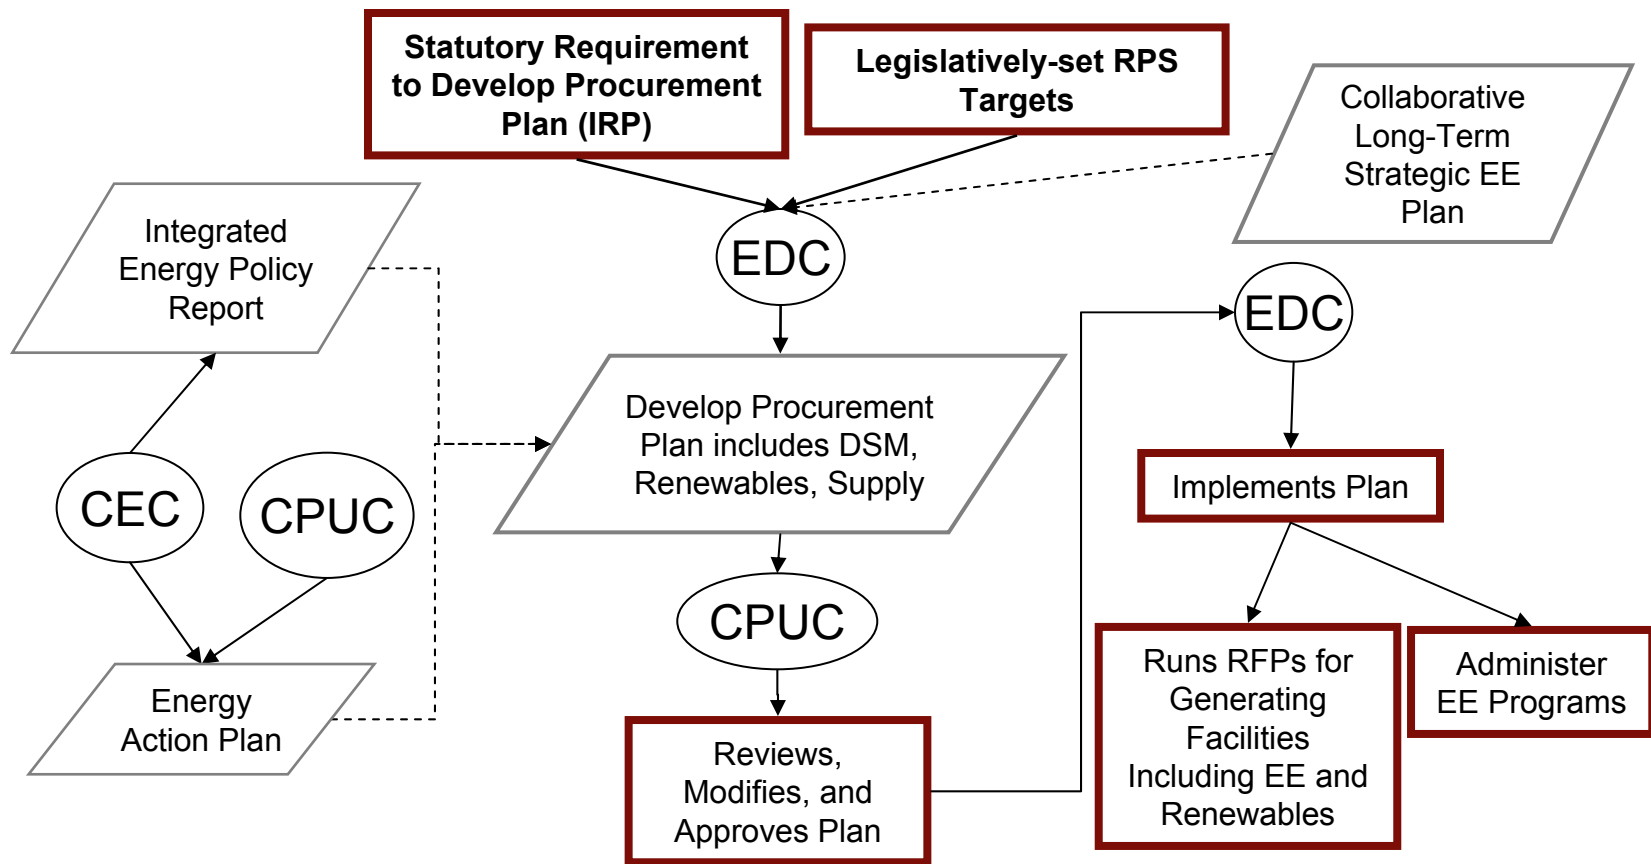 Statutory Requirement
to Develop Procurement
Plan (IRP)
Legislatively-set RPS
Targets
Collaborative
Long-Term
Strategic EE
Plan
Integrated
Energy Policy
Report
EDC
EDC
Develop Procurement
Plan includes DSM,
Renewables, Supply
Implements Plan
CEC
CPUC
CPUC
Energy
Action Plan
Reviews,
Modifies, and
Approves Plan
Runs RFPs for
Generating
Facilities
Including EE and
Renewables
Administer
EE Programs